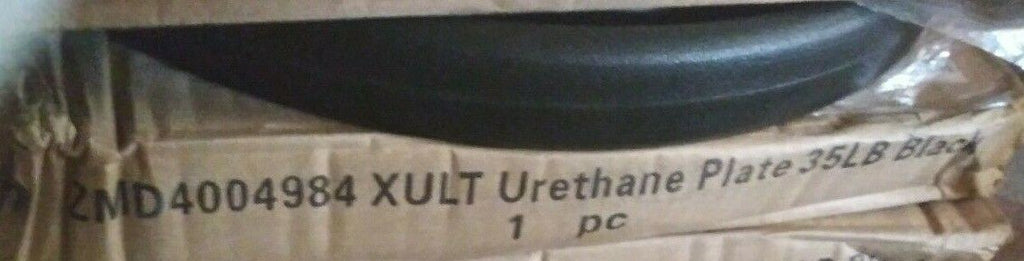 2MD4004984 XULT Urethane Plate 35LB Black
1 pc